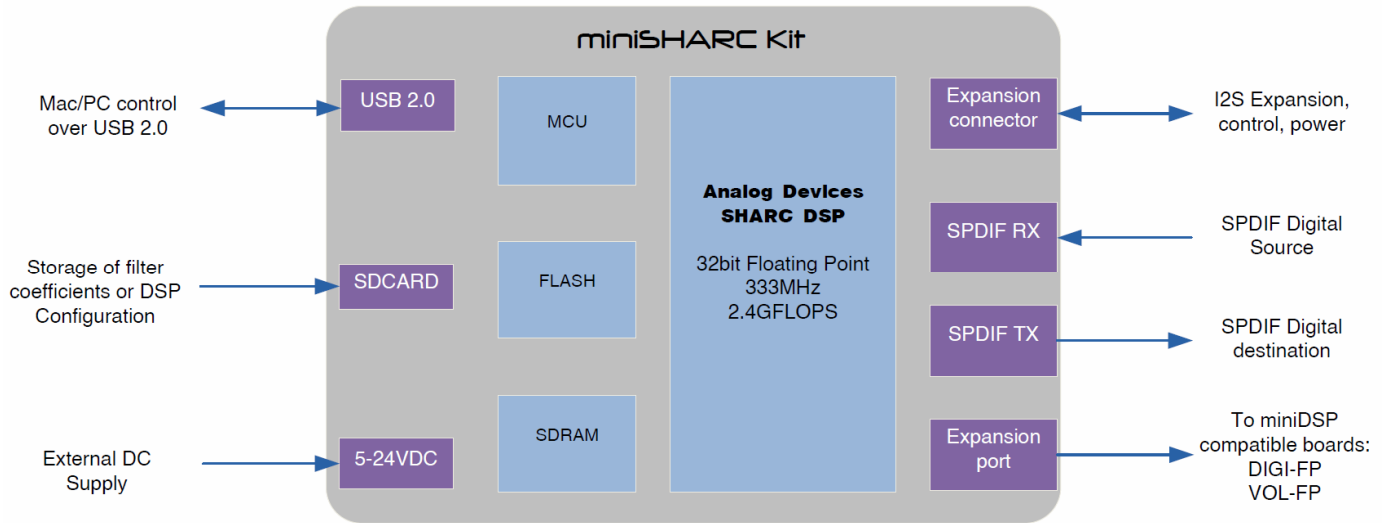 miniSHARC Kit
Mac/PC control
over USB 2.0
USB 2.0
MCU
Expansion
connector
I2S Expansion,
control, power
Analog Devices
SHARC DSP
32bit Floating Point
333MHz
2.4GFLOPS
SPDIF RX
SPDIF Digital
Source
Storage of filter
coefficients or DSP
Configuration
SDCARD
FLASH
SPDIF TX
SPDIF Digital
destination
External DC
Supply
5-24VDC
SDRAM
Expansion
port
To miniDSP
compatible boards:
DIGI-FP
VOL-FP